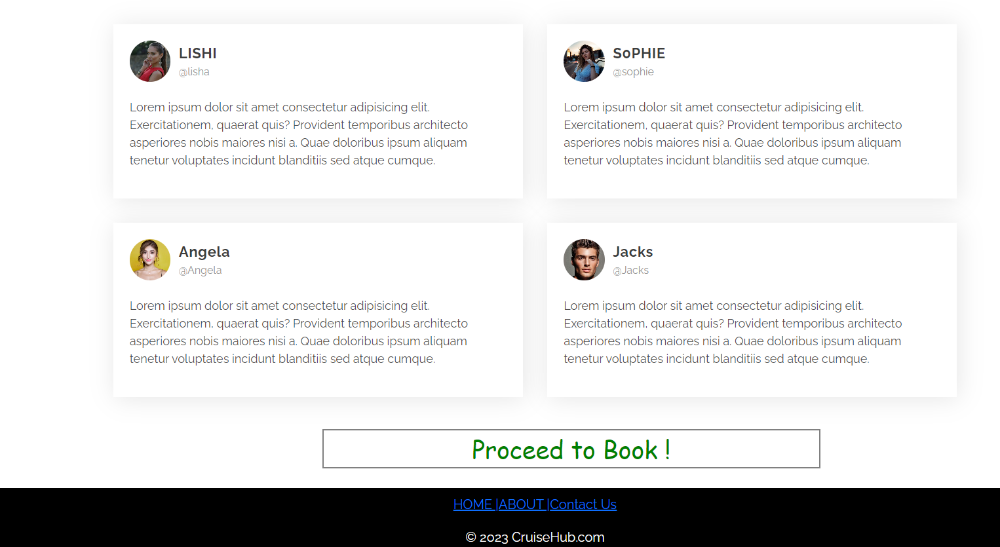 LISHI
@lisha
Lorem ipsum dolor sit amet consectetur adipisicing elit.
Exercitationem, quaerat quis? Provident temporibus architecto
asperiores nobis maiores nisi a. Quae doloribus ipsum aliquam
tenetur voluptates incidunt blanditiis sed atque cumque.
SoPHIE
@sophie
Lorem ipsum dolor sit amet consectetur adipisicing elit.
Exercitationem, quaerat quis? Provident temporibus architecto
asperiores nobis maiores nisi a. Quae doloribus ipsum aliquam
tenetur voluptates incidunt blanditiis sed atque cumque.
Angela
@Angela
Lorem ipsum dolor sit amet consectetur adipisicing elit.
Exercitationem, quaerat quis? Provident temporibus architecto
asperiores nobis maiores nisi a. Quae doloribus ipsum aliquam
tenetur voluptates incidunt blanditiis sed atque cumque.
Jacks
@Jacks
Lorem ipsum dolor sit amet consectetur adipisicing elit.
Exercitationem, quaerat quis? Provident temporibus architecto
asperiores nobis maiores nisi a. Quae doloribus ipsum aliquam
tenetur voluptates incidunt blanditiis sed atque cumque.
Proceed to Book !
HOME |ABOUT |Contact Us
© 2023 CruiseHub.com